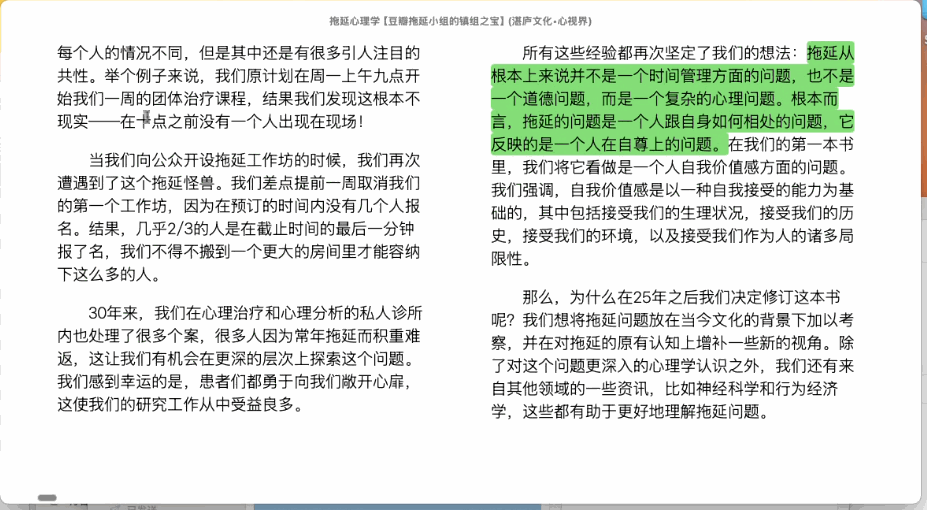 拖延心理学【豆瓣拖延小组的镇组之宝】(湛庐文化•心视界)
每个人的情况不同，但是其中还是有很多引人注目的
共性。举个例子来说，我们原计划在周一上午九点开
始我们一周的团体治疗课程，结果我们发现这根本不
现实——在十点之前没有一个人出现在现场！
当我们向公众开设拖延工作坊的时候，我们再次
遭遇到了这个拖延怪兽。我们差点提前一周取消我们
的第一个工作坊，因为在预订的时间内没有几个人报
名。结果，几乎2/3的人是在截止时间的最后一分钟
报了名，我们不得不搬到一个更大的房间里才能容纳
下这么多的人。
30年来，我们在心理治疗和心理分析的私人诊所
内也处理了很多个案，很多人因为常年拖延而积重难
返，这让我们有机会在更深的层次上探索这个问题。
我们感到幸运的是，患者们都勇于向我们敞开心扉，
这使我们的研究工作从中受益良多。
所有这些经验都再次坚定了我们的想法：拖延从
根本上来说并不是一个时间管理方面的问题，也不是
一个道德问题，而是一个复杂的心理问题。根本而
言，拖延的问题是一个人跟自身如何相处的问题，它
反映的是一个人在自尊上的问题。在我们的第一本书
里，我们将它看做是一个人自我价值感方面的问题。
我们强调，自我价值感是以一种自我接受的能力为基
础的，其中包括接受我们的生理状况，接受我们的历
史，接受我们的环境，以及接受我们作为人的诸多局
限性。
那么，为什么在25年之后我们决定修订这本书
呢？我们想将拖延问题放在当今文化的背景下加以考
察，并在对拖延的原有认知上增补一些新的视角。除
了对这个问题更深入的心理学认识之外，我们还有来
自其他领域的一些资讯，比如神经科学和行为经济
学，这些都有助于更好地理解拖延问题。